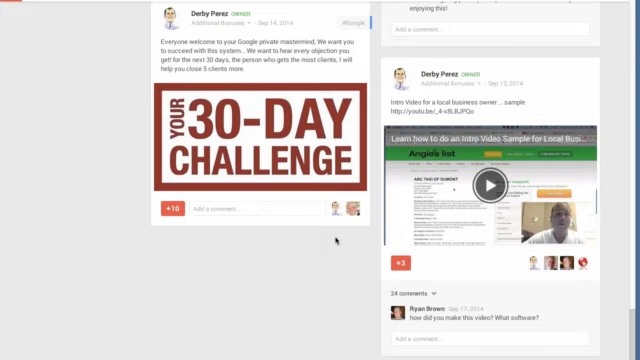 Derby Perez OWNER
Additional Bonuses Sep 14, 2014
#Google
Everyone welcome to your Google private mastermind, We want you
to succeed with this system... We want to hear every objection you
get! for the next 30 days, the person who gets the most clients, I will
help you close 5 clients more.
YOUR
30-DAY
CHALLENGE
+10
Add a comment...
enjoying this!
Add a comment...
Derby Perez OWNER
Additional Bonuses - Sep 13, 2014
Intro Video for a local business owner ... sample
Learn how to do an Intro Video Sample for Local Busi...
Angie's list
ABC TAXI OF DUMONT
+3
24 comments
Ryan Brown Sep 17, 2014
how did you make this video? What software?
Add a comment...